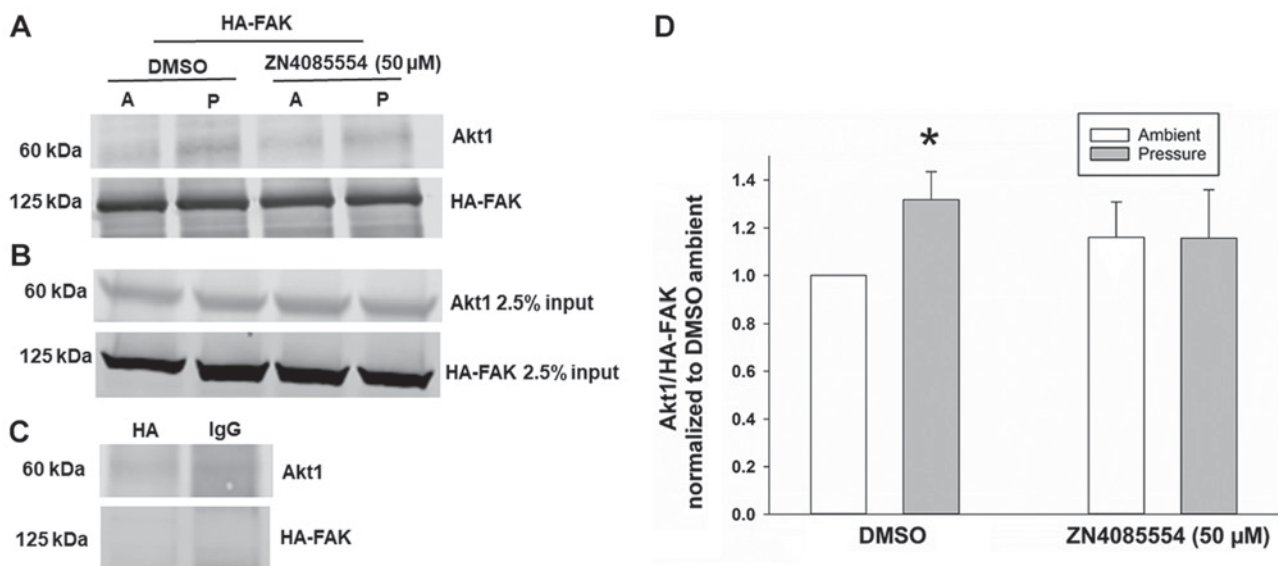 A
HA-FAK
DMSO
ZN4085554 (50 µM)
A P A P
60 kDa
Akt1
125 kDa
HA-FAK
B
60 kDa
Akt1 2.5% input
125 kDa
HA-FAK 2.5% input
C
HA IgG
60 kDa
Akt1
125 kDa
HA-FAK
D
Ambient
Pressure
*
Akt1/HA-FAK
normalized to DMSO ambient
1.4
1.2
1.0
0.8
0.6
0.4
0.2
0.0
DMSO
ZN4085554 (50 µM)